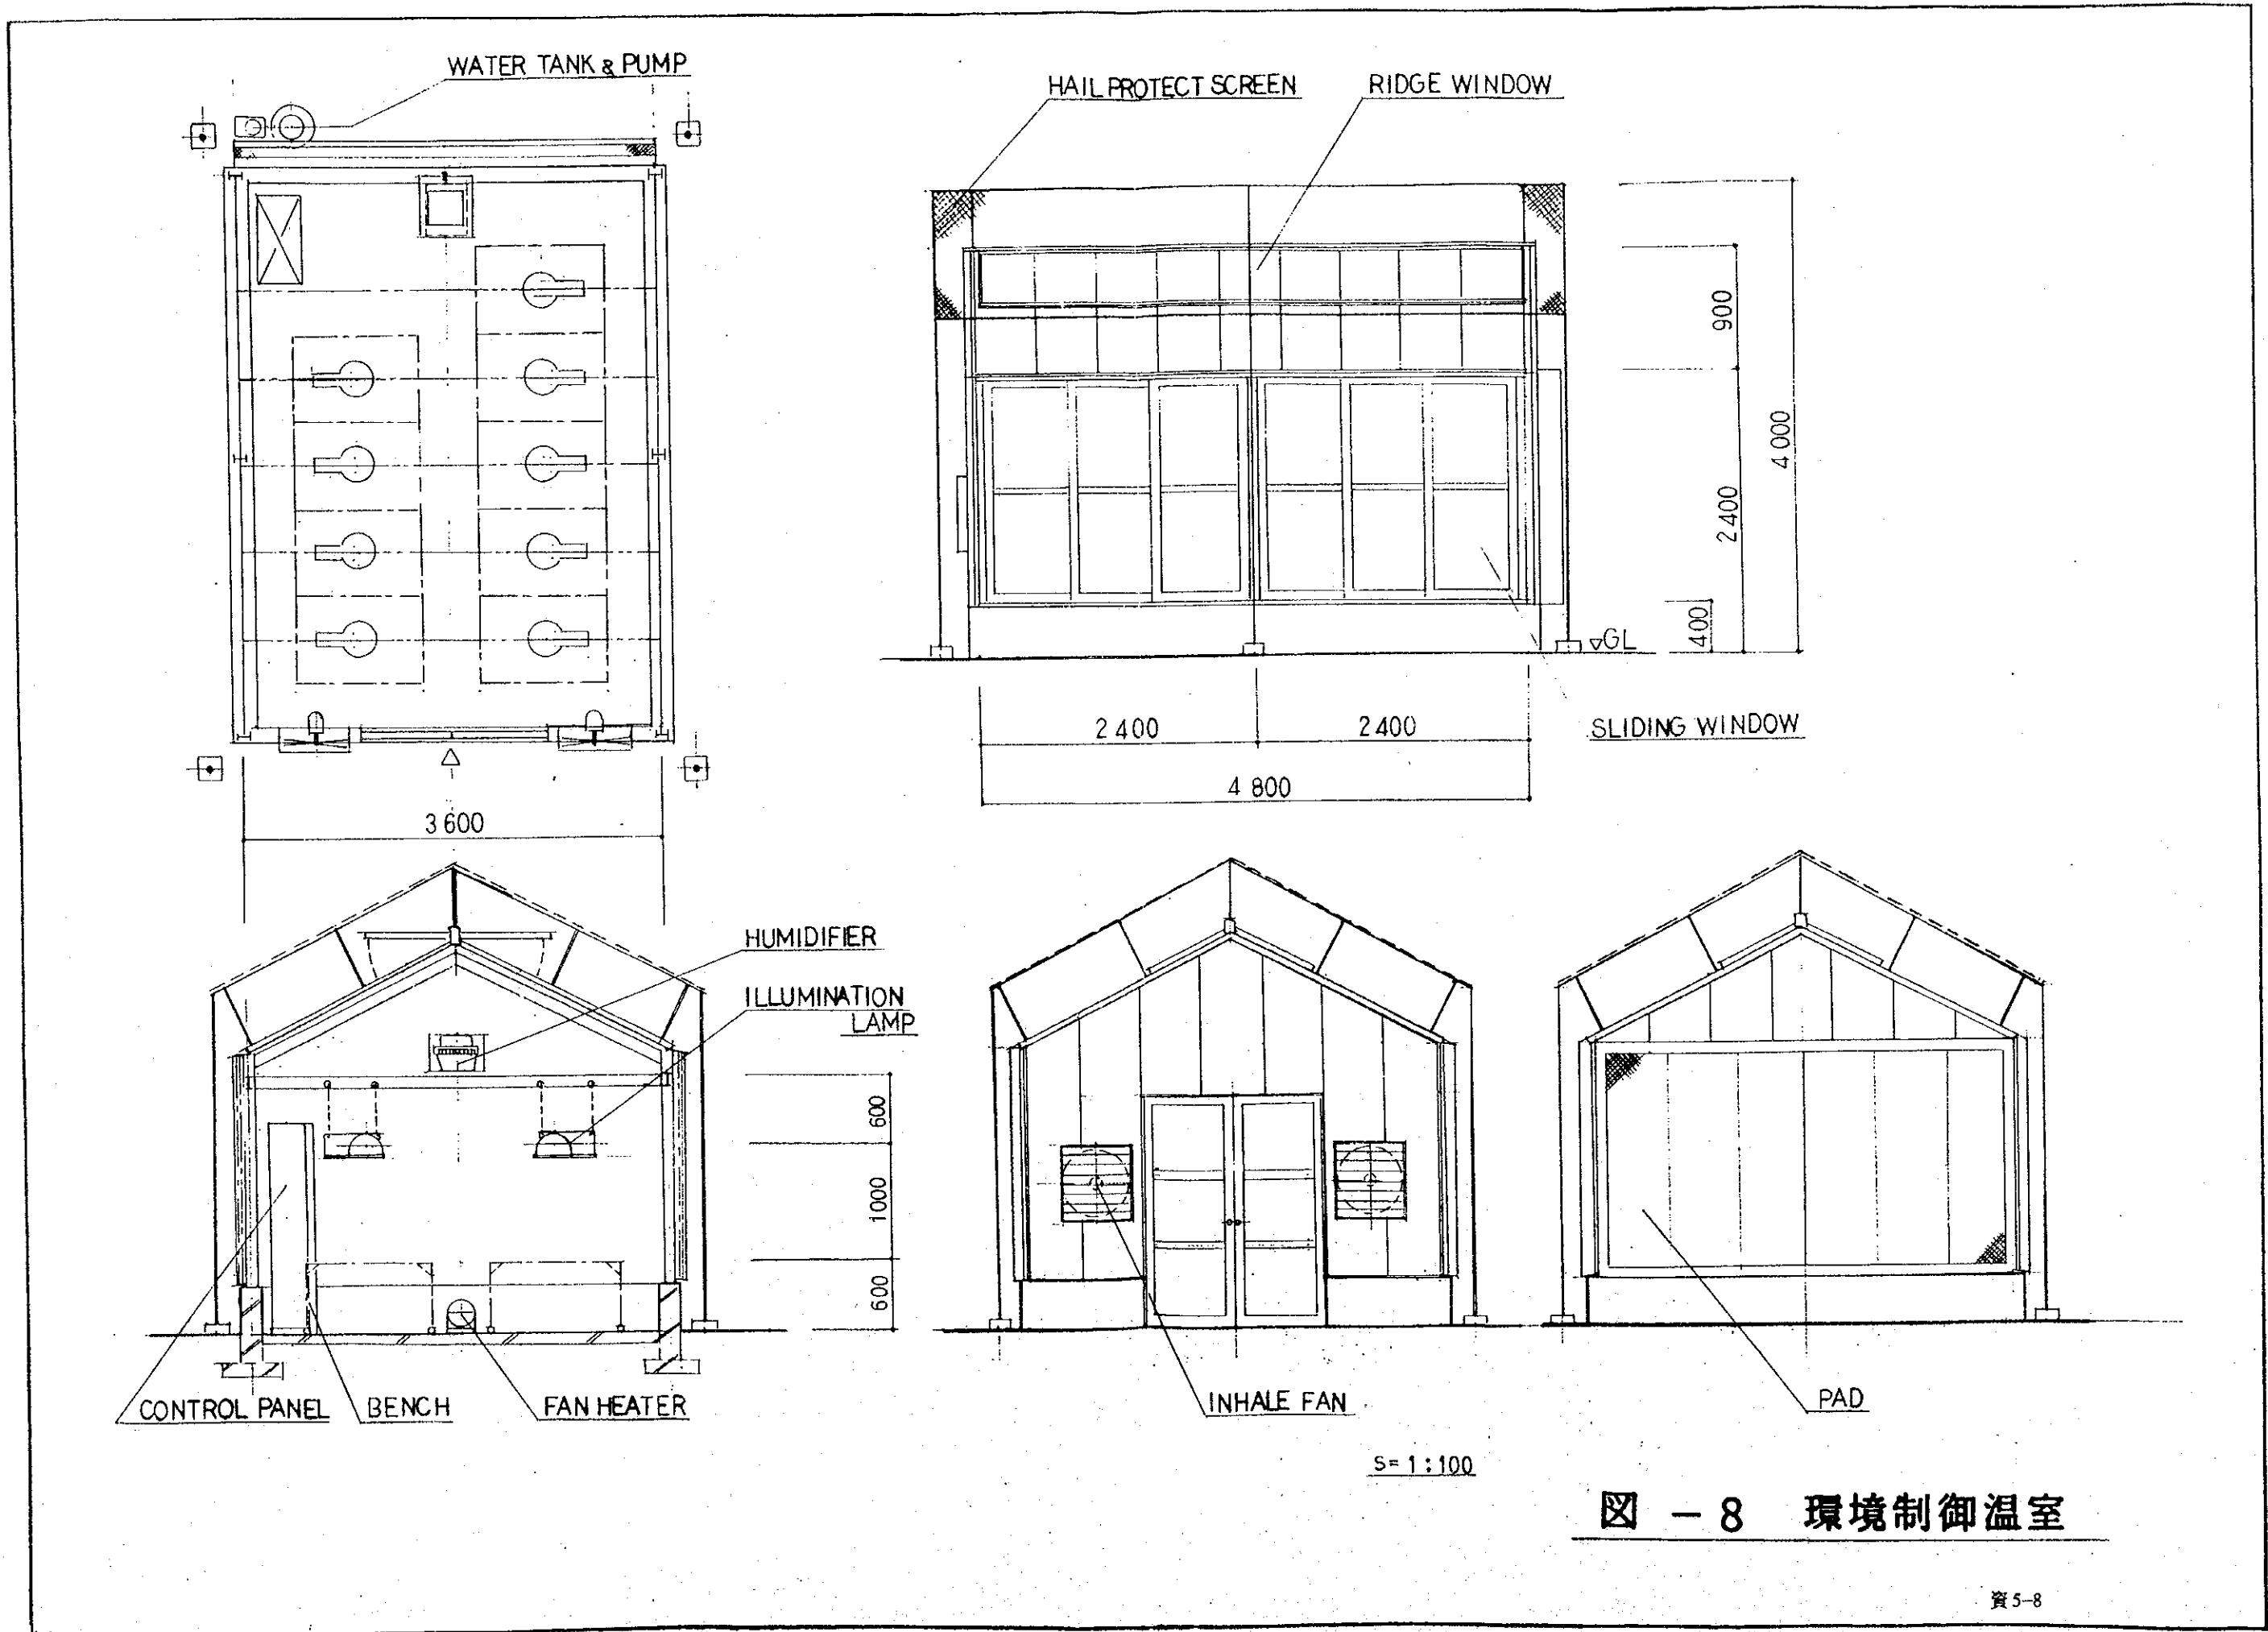 WATER TANK & PUMP
HAIL PROTECT SCREEN
RIDGE WINDOW
900
4 000
2 400
400
▽GL
2 400
2 400
SLIDING WINDOW
4 800
3 600
HUMIDIFIER
ILLUMINATION
LAMP
600
1000
600
CONTROL PANEL
BENCH
FAN HEATER
INHALE FAN
PAD
S= 1 : 100
図 - 8 環境制御温室
資5-8